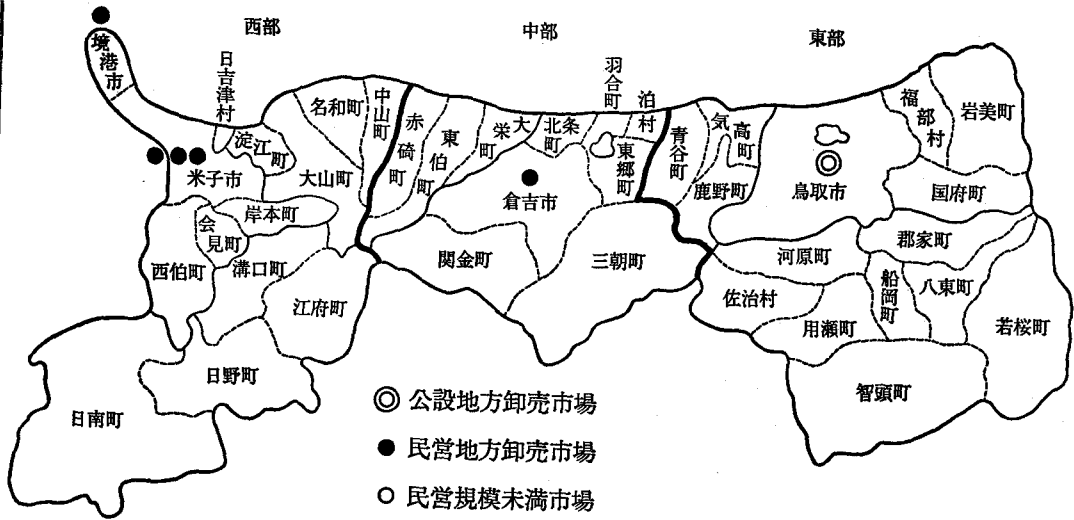 西部
中部
東部
境港市
日吉津村
淀江町
名和町
中山町
大山町
米子市
岸本町
会見町
西伯町
溝口町
江府町
日野町
日南町
赤碕町
東伯町
大栄町
北条町
羽合町
泊村
東郷町
倉吉市
関金町
三朝町
青谷町
気高町
鹿野町
鳥取市
福部村
岩美町
国府町
郡家町
河原町
船岡町
八東町
佐治村
用瀬町
若桜町
智頭町
◎ 公設地方卸売市場
● 民営地方卸売市場
○ 民営規模未満市場